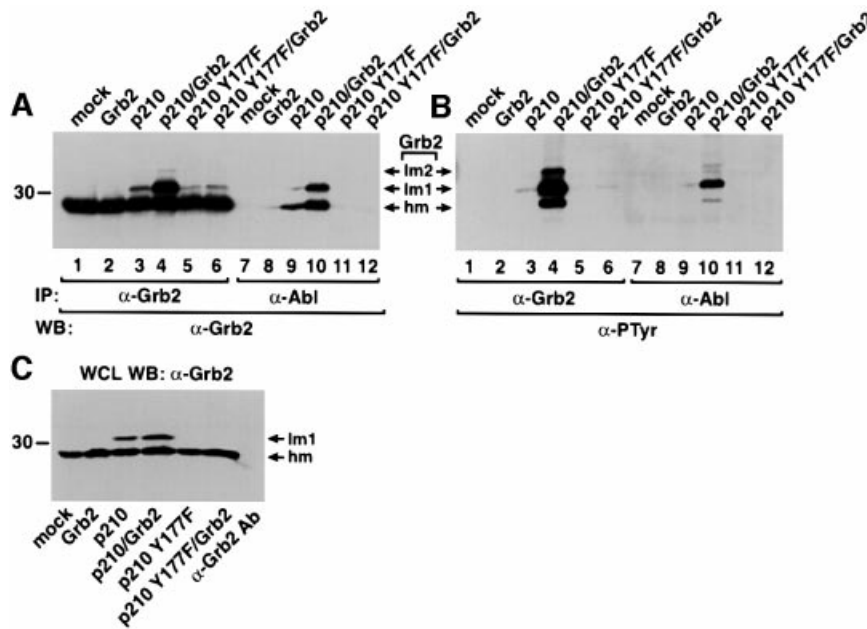 A
mock
Grb2
p210
p210/Grb2
p210 Y177F
p210 Y177F/Grb2
mock
Grb2
p210
p210/Grb2
p210 Y177F
p210 Y177F/Grb2
30
Grb2
lm2
lm1
hm
1 2 3 4 5 6 7 8 9 10 11 12
IP: α-Grb2 α-Abl
WB: α-Grb2
B
mock
Grb2
p210
p210/Grb2
p210 Y177F
p210 Y177F/Grb2
mock
Grb2
p210
p210/Grb2
p210 Y177F
p210 Y177F/Grb2
1 2 3 4 5 6 7 8 9 10 11 12
α-Grb2 α-Abl
α-PTyr
C
WCL WB: α-Grb2
30
lm1
hm
mock
Grb2
p210
p210/Grb2
p210 Y177F
p210 Y177F/Grb2
α-Grb2 Ab